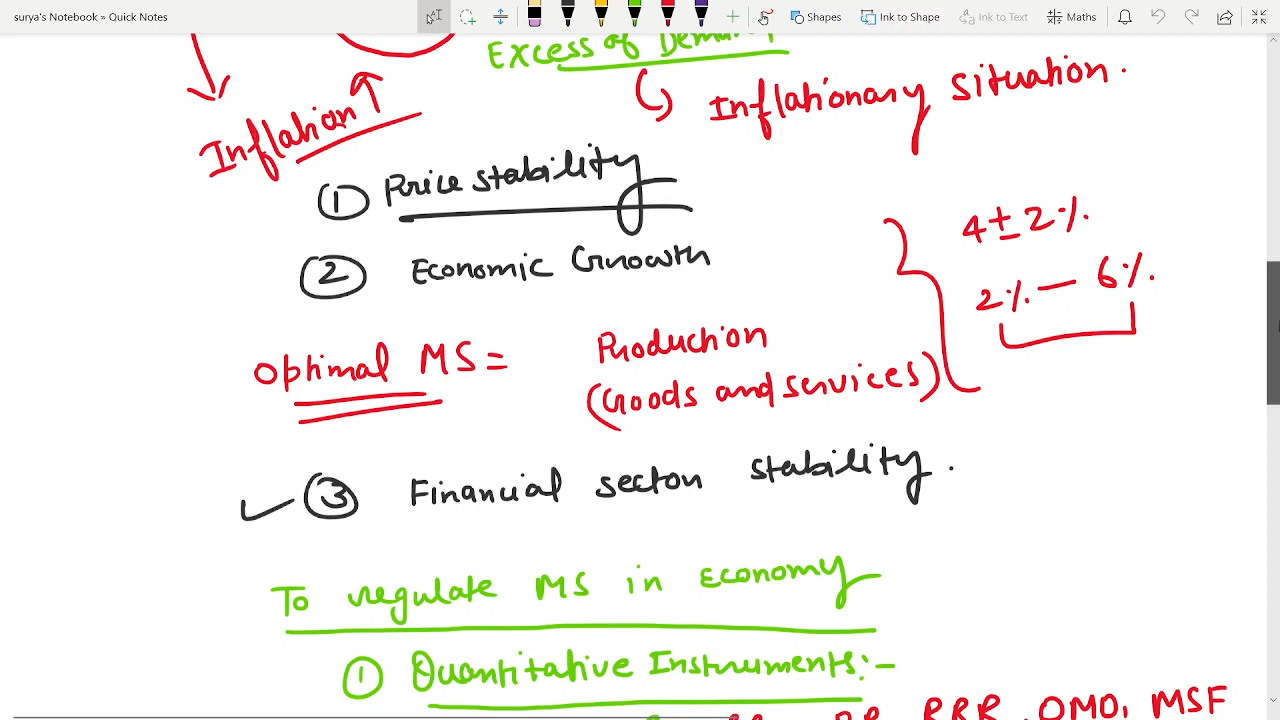 surya's Notebook » Quick Notes
Shapes Ink to Shape Ink to Text Maths
Excess of Demand
Inflation ↑
Inflationary situation.
① Price stability
② Economic Growth
4 ± 2%
2% — 6%
Optimal MS = Production
(Goods and services)
③ Financial sector stability.
To regulate MS in economy
① Quantitative Instruments:-
RRR, OMO, MSF